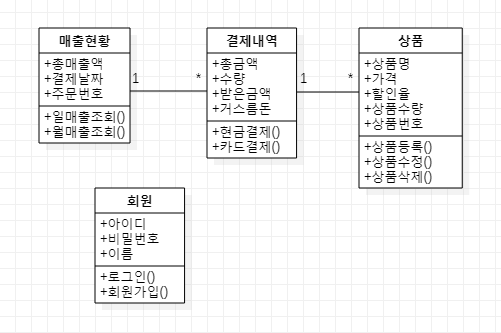 매출현황
+총매출액
+결제날짜
+주문번호
+일매출조회()
+월매출조회()
1
*
결제내역
+총금액
+수량
+받은금액
+거스름돈
+현금결제()
+카드결제()
1
*
상품
+상품명
+가격
+할인율
+상품수량
+상품번호
+상품등록()
+상품수정()
+상품삭제()
회원
+아이디
+비밀번호
+이름
+로그인()
+회원가입()